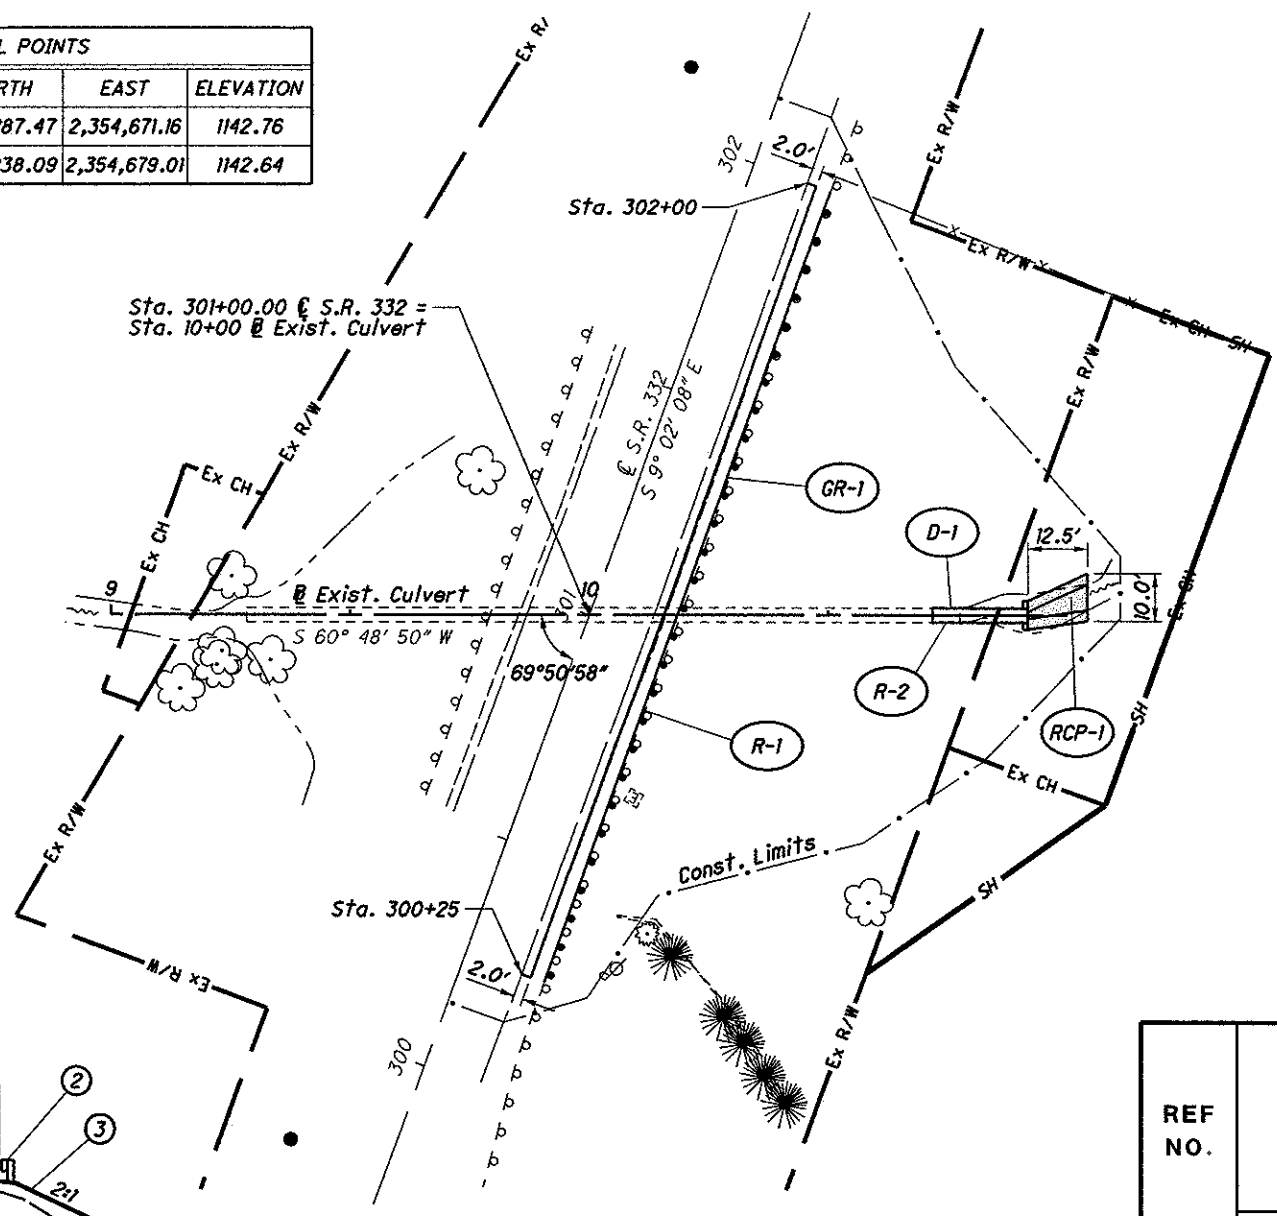 L POINTS
RTH EAST ELEVATION
87.47 2,354,671.16 1142.76
38.09 2,354,679.01 1142.64
Ex R/
Ex R/W
302
2.0'
Sta. 302+00
Ex R/W
Sta. 301+00.00 ℄ S.R. 332 =
Sta. 10+00 Exist. Culvert
Ex CH SH
Ex R/W
℄ S.R. 332
S 9° 02' 08" E
Ex R/W
Ex CH
GR-1
Ex CH
D-1
12.5'
9
Exist. Culvert
10
301
10.0'
Ex CH
S 60° 48' 50" W
69°50'58"
R-2
R-1
RCP-1
SH
Ex CH
Ex R/W
Const. Limits
SH
Sta. 300+25
2.0'
Ex R/W
Ex R/W
300
2
3
2:1
REF
NO.